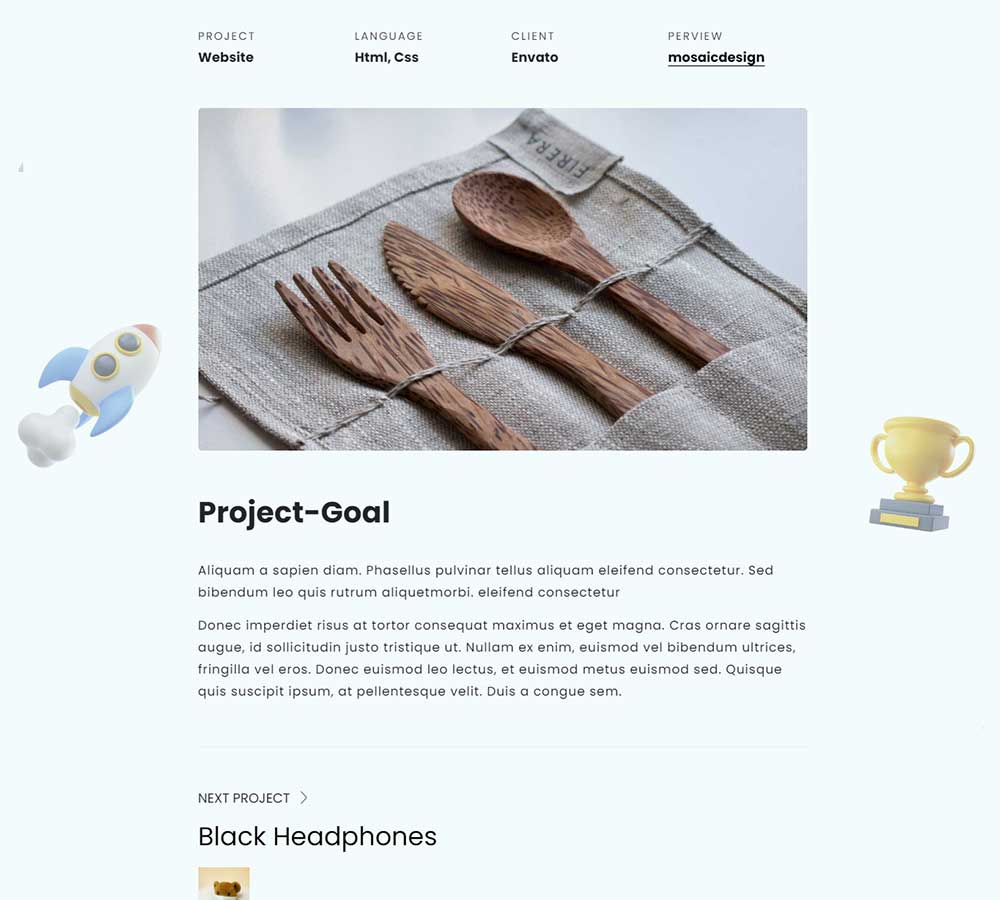 PROJECT
Website
LANGUAGE
Html, Css
CLIENT
Envato
PERVIEW
mosaicdesign
FIRERA
Project-Goal
Aliquam a sapien diam. Phasellus pulvinar tellus aliquam eleifend consectetur. Sed
bibendum leo quis rutrum aliquetmorbi. eleifend consectetur
Donec imperdiet risus at tortor consequat maximus et eget magna. Cras ornare sagittis
augue, id sollicitudin justo tristique ut. Nullam ex enim, euismod vel bibendum ultrices,
fringilla vel eros. Donec euismod leo lectus, et euismod metus euismod sed. Quisque
quis suscipit ipsum, at pellentesque velit. Duis a congue sem.
NEXT PROJECT
Black Headphones